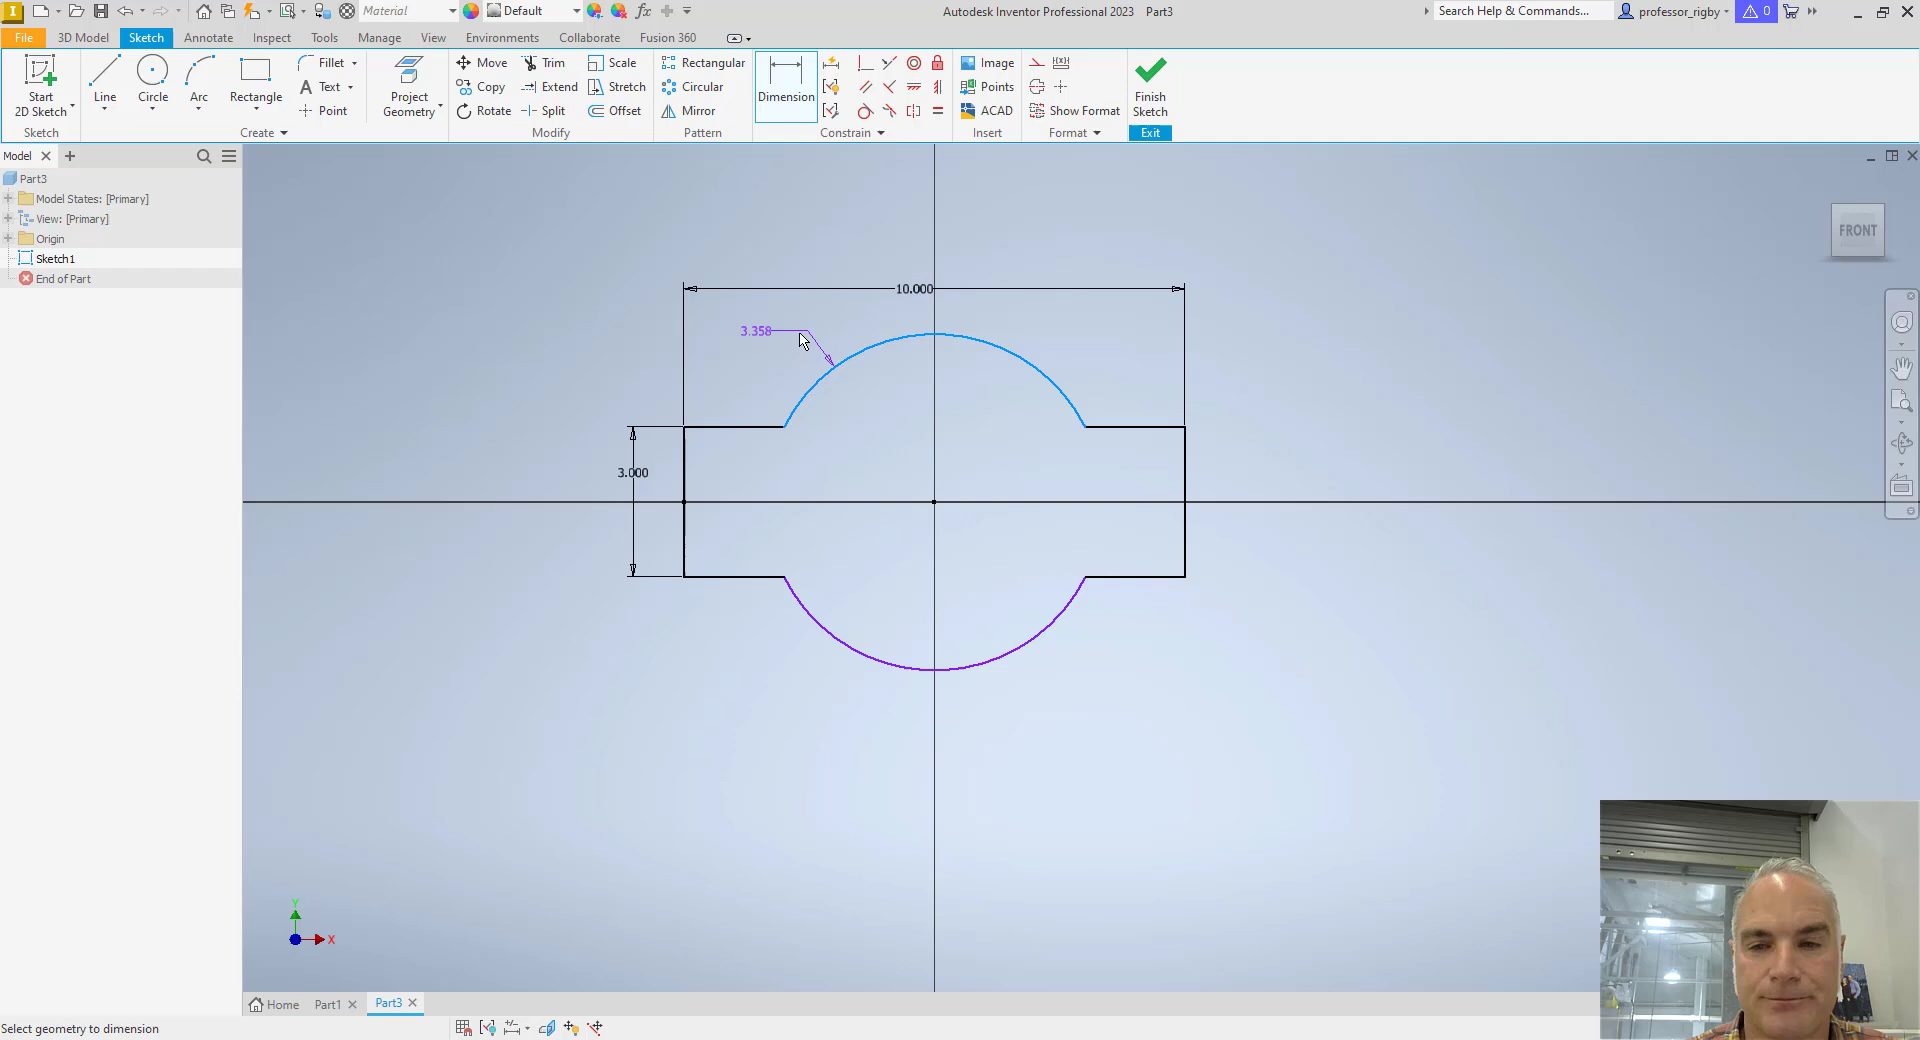 I Material Default fx Autodesk Inventor Professional 2023 Part3 Search Help & Commands... professor_rigby 0
File 3D Model Sketch Annotate Inspect Tools Manage View Environments Collaborate Fusion 360
Start
2D Sketch
Line
Circle
Arc
Rectangle
Fillet
Text
Point
Project
Geometry
Move Trim Scale
Copy Extend Stretch
Rotate Split Offset
Rectangular
Circular
Mirror
Dimension
Image
Points
ACAD
Show Format
Finish
Sketch
Sketch Create Modify Pattern Constrain Insert Format Exit
Model
Part3
Model States: [Primary]
View: [Primary]
Origin
Sketch1
End of Part
FRONT
10.000
3.358
3.000
Y
X
Home Part1 Part3
Select geometry to dimension